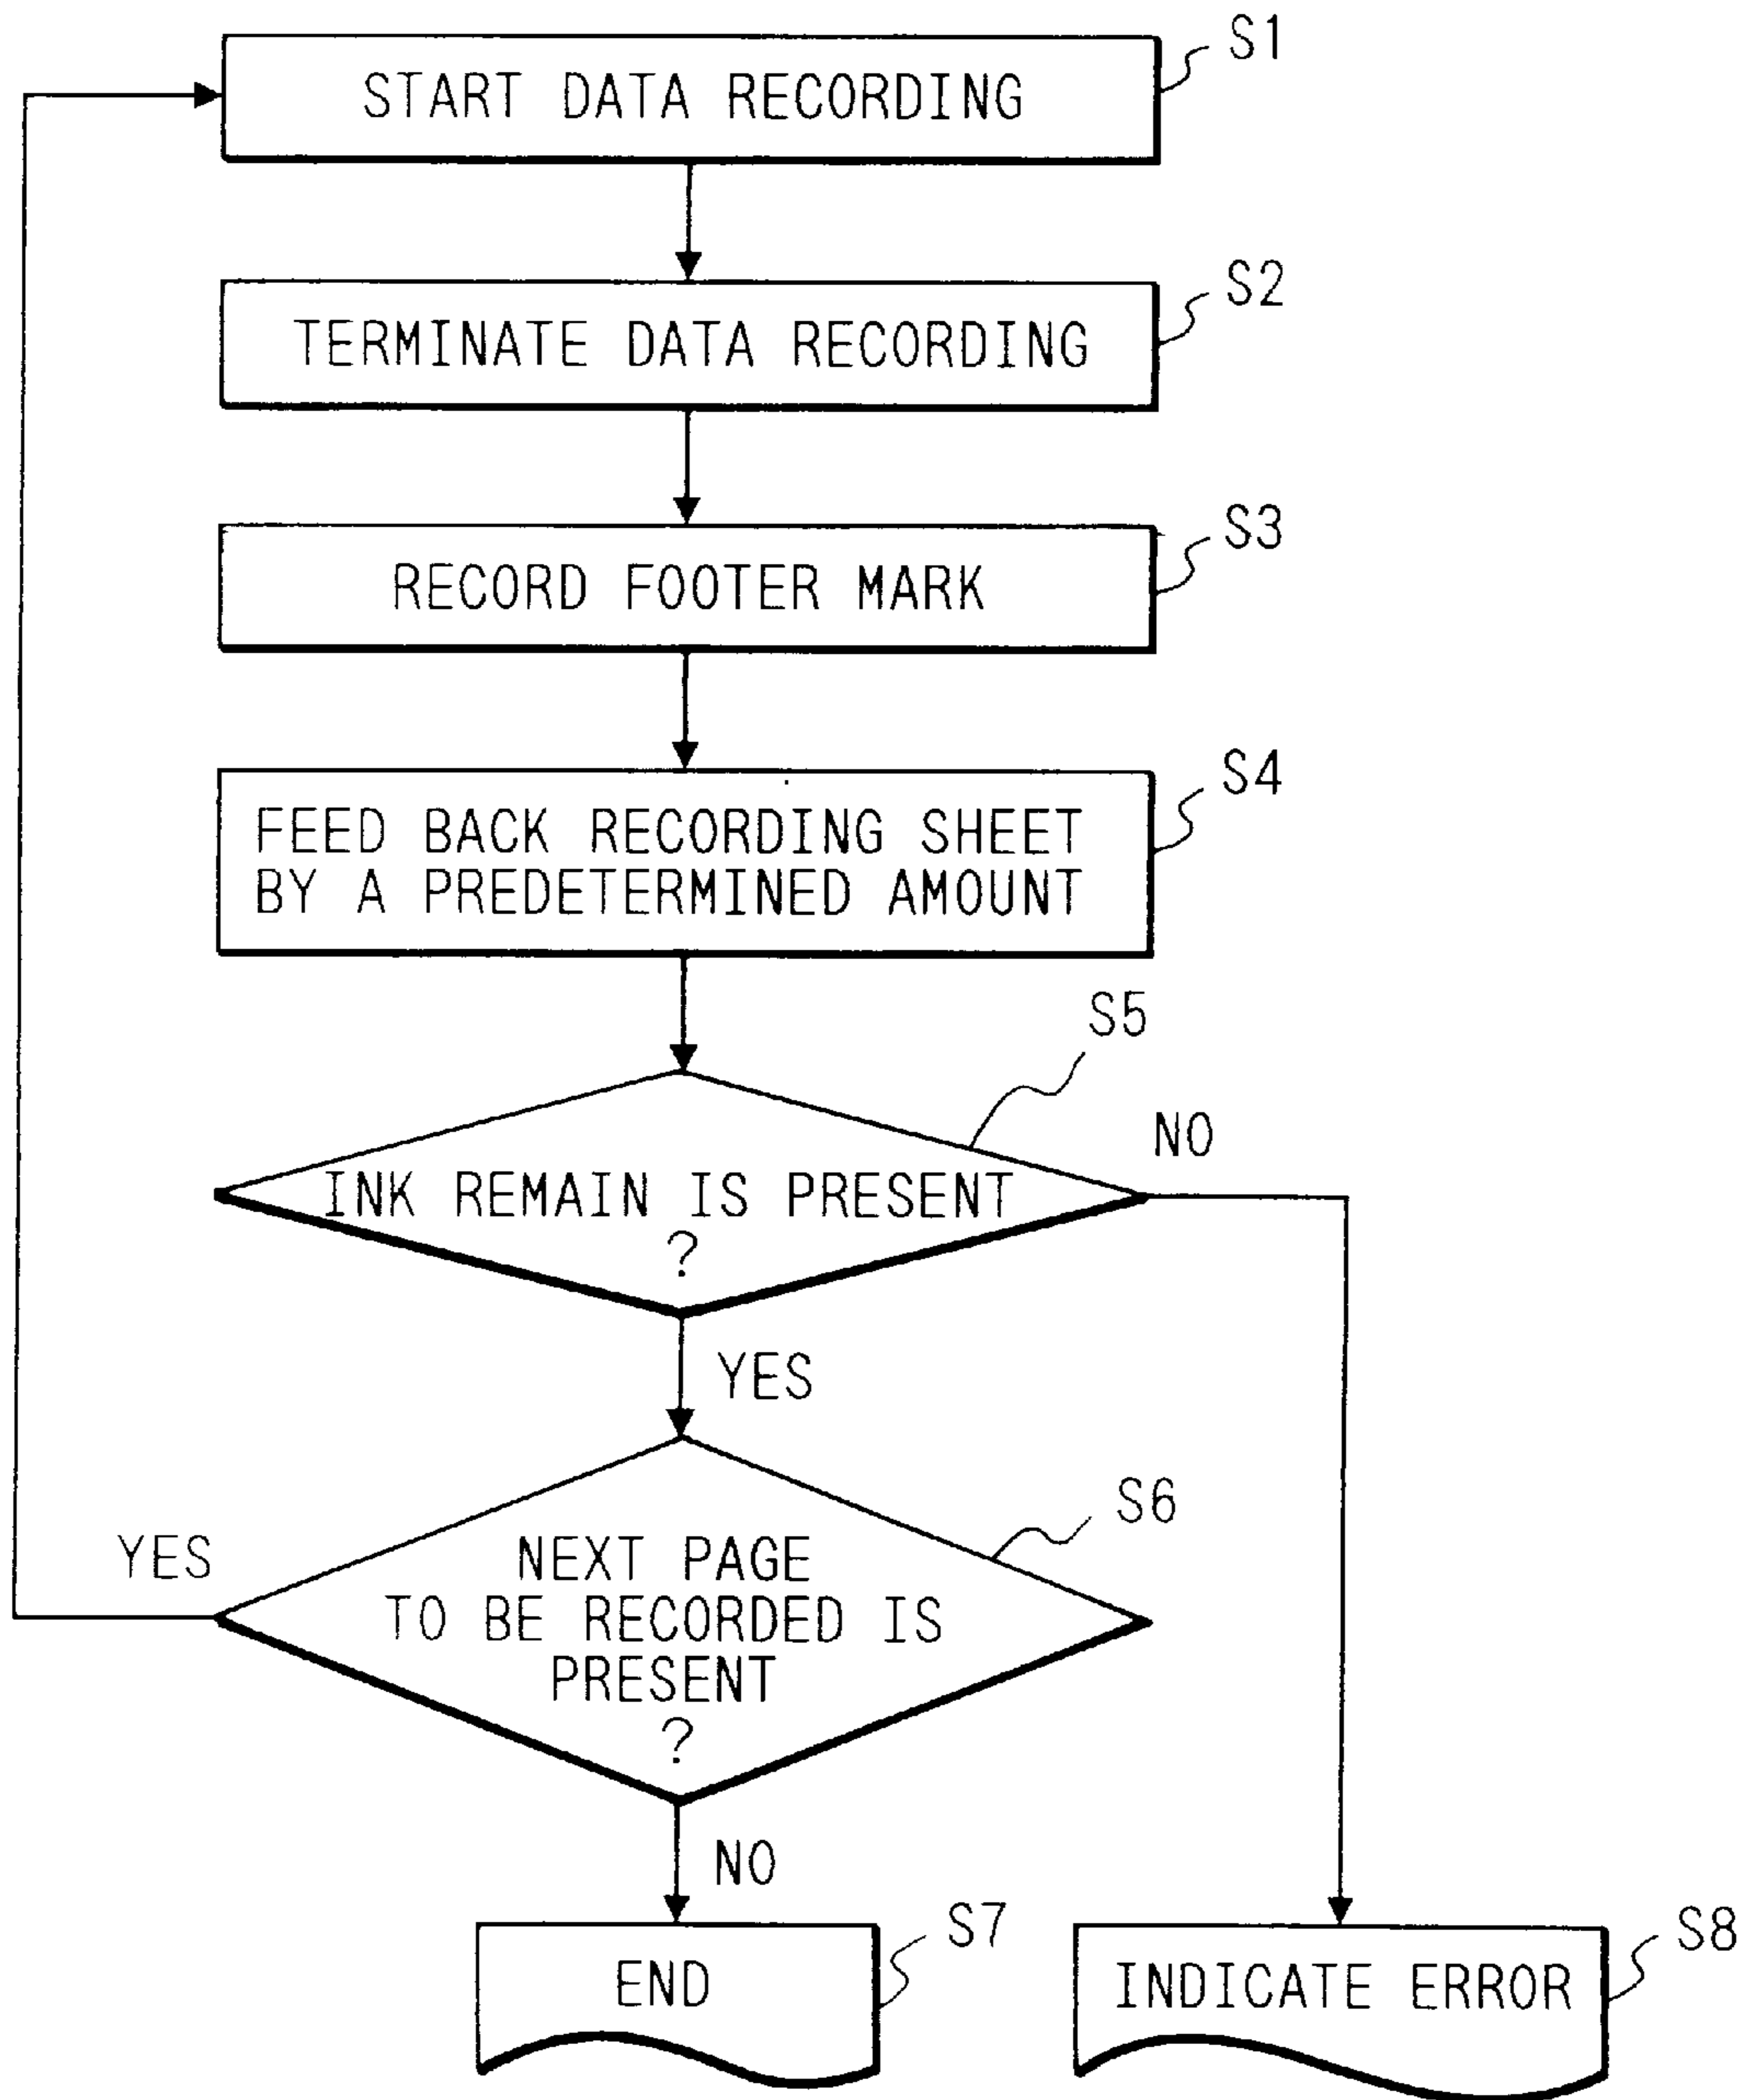 S1
START DATA RECORDING
S2
TERMINATE DATA RECORDING
S3
RECORD FOOTER MARK
S4
FEED BACK RECORDING SHEET
BY A PREDETERMINED AMOUNT
S5
NO
INK REMAIN IS PRESENT
?
YES
S6
YES
NEXT PAGE
TO BE RECORDED IS
PRESENT
?
NO
S7
END
S8
INDICATE ERROR